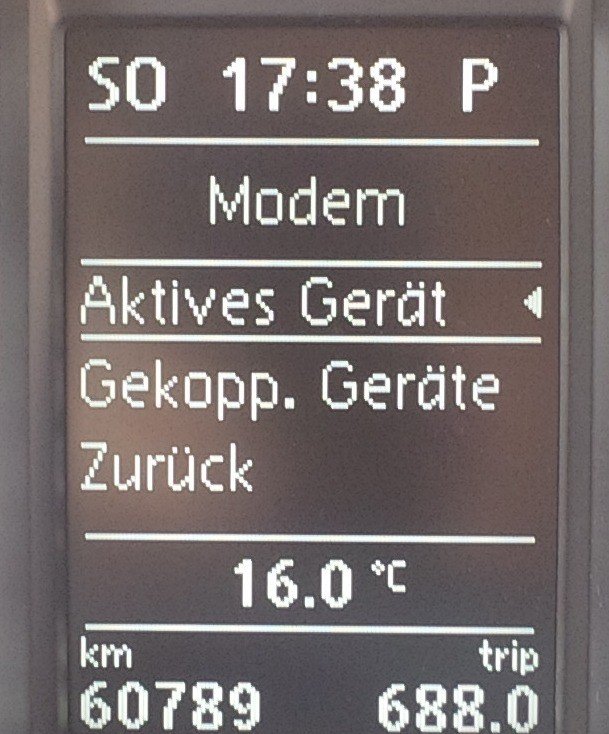 SO 17:38 P
Modem
Aktives Gerät
Gekopp. Geräte
Zurück
16.0 °C
km trip
60789 688.0